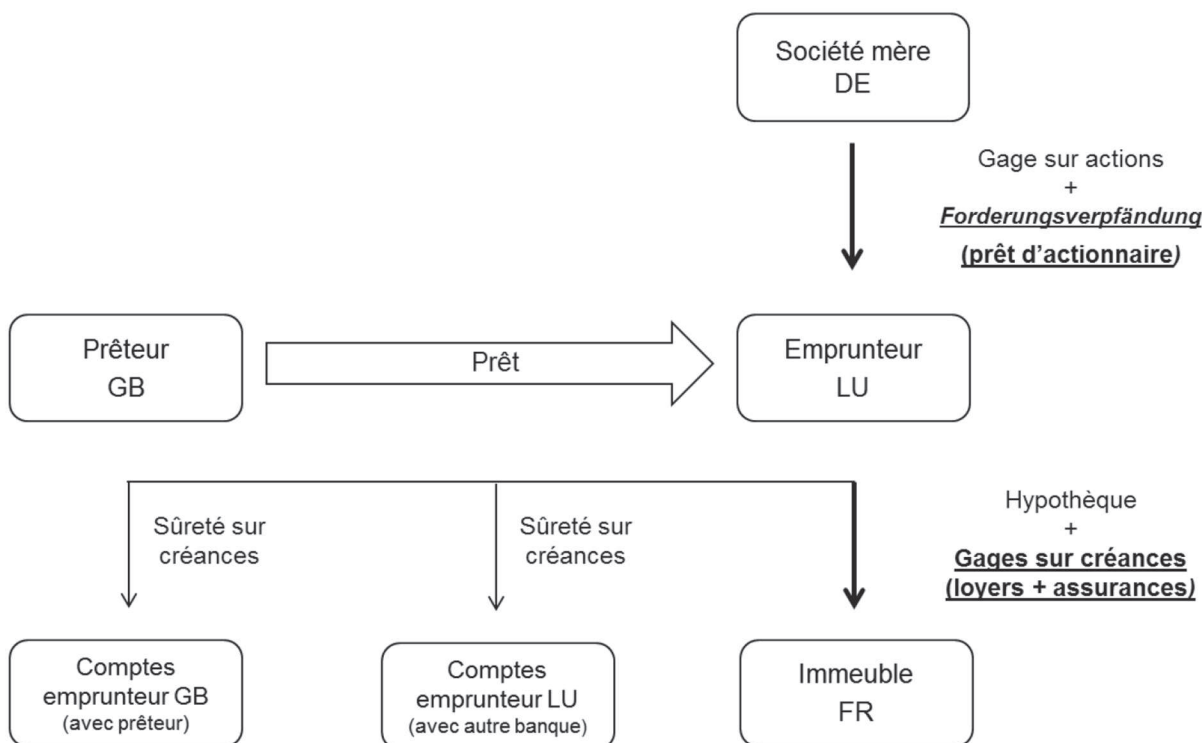 Société mère
DE
Gage sur actions
+
Forderungsverpfändung
(prêt d'actionnaire)
Prêteur
GB
Prêt
Emprunteur
LU
Sûreté sur
créances
Sûreté sur
créances
Hypothèque
+
Gages sur créances
(loyers + assurances)
Comptes
emprunteur GB
(avec prêteur)
Comptes
emprunteur LU
(avec autre banque)
Immeuble
FR